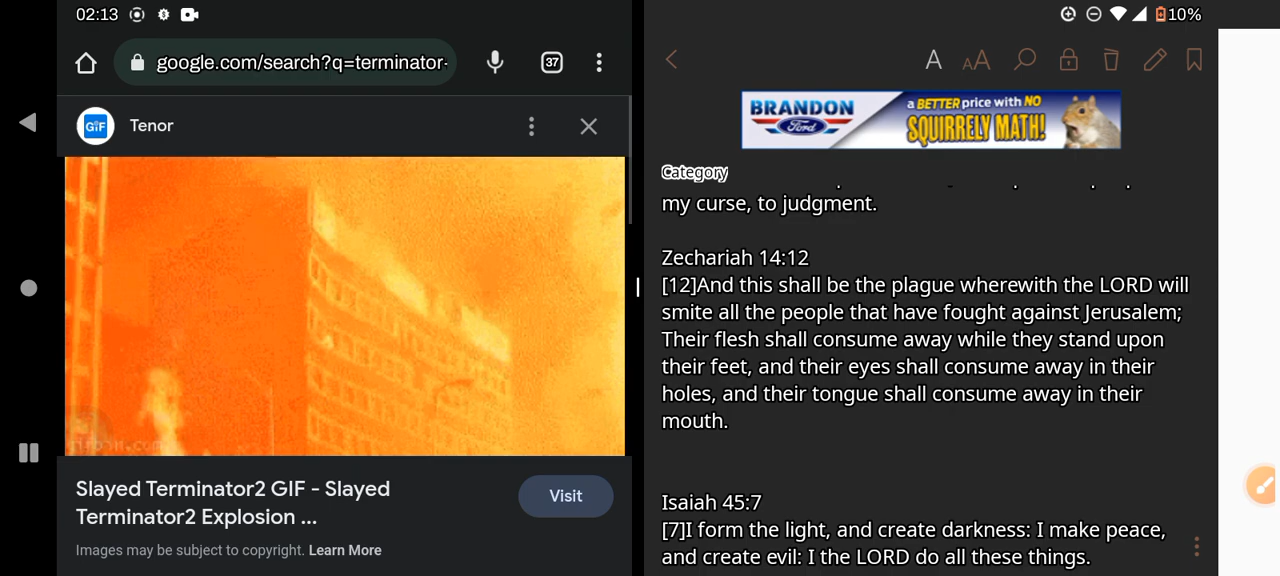 02:13
10%
google.com/search?q=terminator-
37
GIF
Tenor
Slayed Terminator2 GIF - Slayed
Terminator2 Explosion ...
Visit
Images may be subject to copyright. Learn More
A
AA
BRANDON
Ford
a BETTER price with NO
SQUIRRELY MATH!
Category
my curse, to judgment.
Zechariah 14:12
[12]And this shall be the plague wherewith the LORD will
smite all the people that have fought against Jerusalem;
Their flesh shall consume away while they stand upon
their feet, and their eyes shall consume away in their
holes, and their tongue shall consume away in their
mouth.
Isaiah 45:7
[7]I form the light, and create darkness: I make peace,
and create evil: I the LORD do all these things.